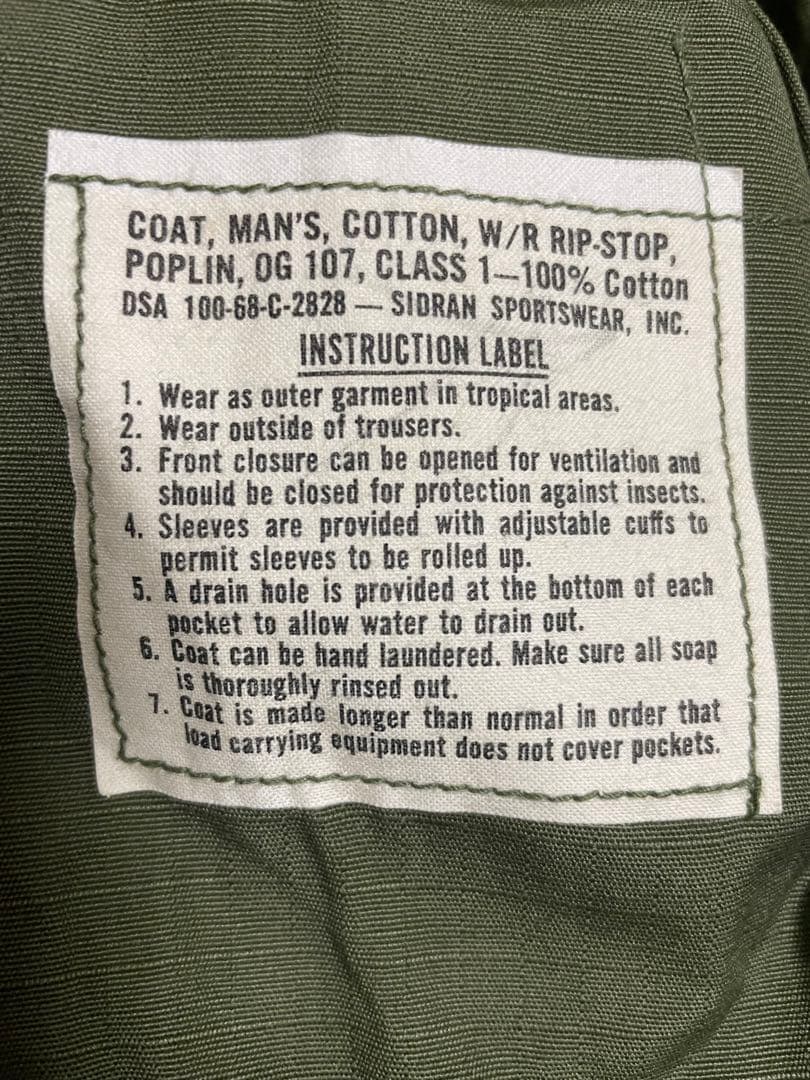 COAT, MAN'S, COTTON, W/R RIP-STOP,
POPLIN, OG 107, CLASS 1—100% Cotton
DSA 100-68-C-2828 — SIDRAN SPORTSWEAR, INC.
INSTRUCTION LABEL
1. Wear as outer garment in tropical areas.
2. Wear outside of trousers.
3. Front closure can be opened for ventilation and
should be closed for protection against insects.
4. Sleeves are provided with adjustable cuffs to
permit sleeves to be rolled up.
5. A drain hole is provided at the bottom of each
pocket to allow water to drain out.
6. Coat can be hand laundered. Make sure all soap
is thoroughly rinsed out.
7. Coat is made longer than normal in order that
load carrying equipment does not cover pockets.